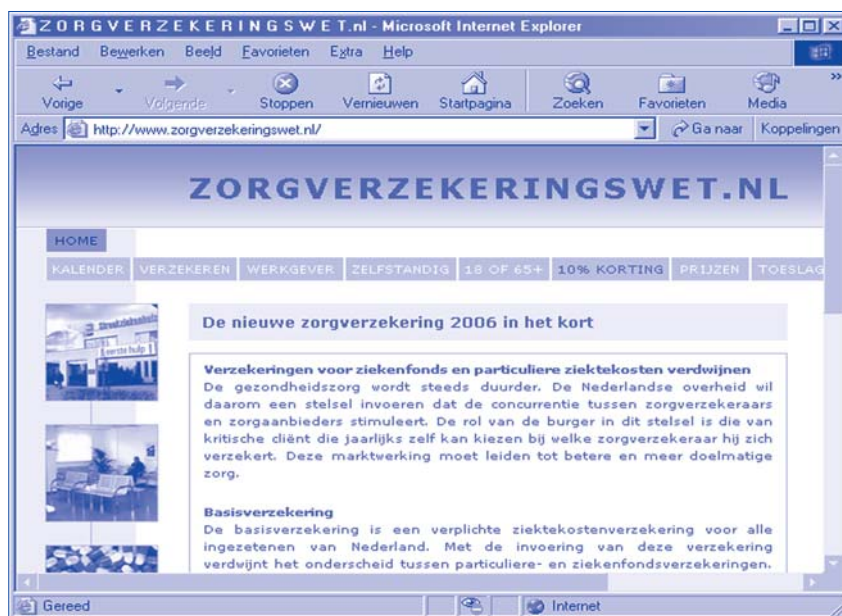 ZORGVERZEKERINGSWET.nl - Microsoft Internet Explorer
Bestand Bewerken Beeld Favorieten Extra Help
Vorige Volgende Stoppen Vernieuwen Startpagina Zoeken Favorieten Media »
Adres http://www.zorgverzekeringswet.nl/ Ga naar Koppelingen
ZORGVERZEKERINGSWET.NL
HOME
KALENDER VERZEKEREN WERKGEVER ZELFSTANDIG 18 OF 65+ 10% KORTING PRIJZEN TOESLAG
eerste hulp
De nieuwe zorgverzekering 2006 in het kort
Verzekeringen voor ziekenfonds en particuliere ziektekosten verdwijnen
De gezondheidszorg wordt steeds duurder. De Nederlandse overheid wil
daarom een stelsel invoeren dat de concurrentie tussen zorgverzekeraars
en zorgaanbieders stimuleert. De rol van de burger in dit stelsel is die van
kritische cliënt die jaarlijks zelf kan kiezen bij welke zorgverzekeraar hij zich
verzekert. Deze marktwerking moet leiden tot betere en meer doelmatige
zorg.
Basisverzekering
De basisverzekering is een verplichte ziektekostenverzekering voor alle
ingezetenen van Nederland. Met de invoering van deze verzekering
verdwijnt het onderscheid tussen particuliere- en ziekenfondsverzekeringen.
Gereed Internet